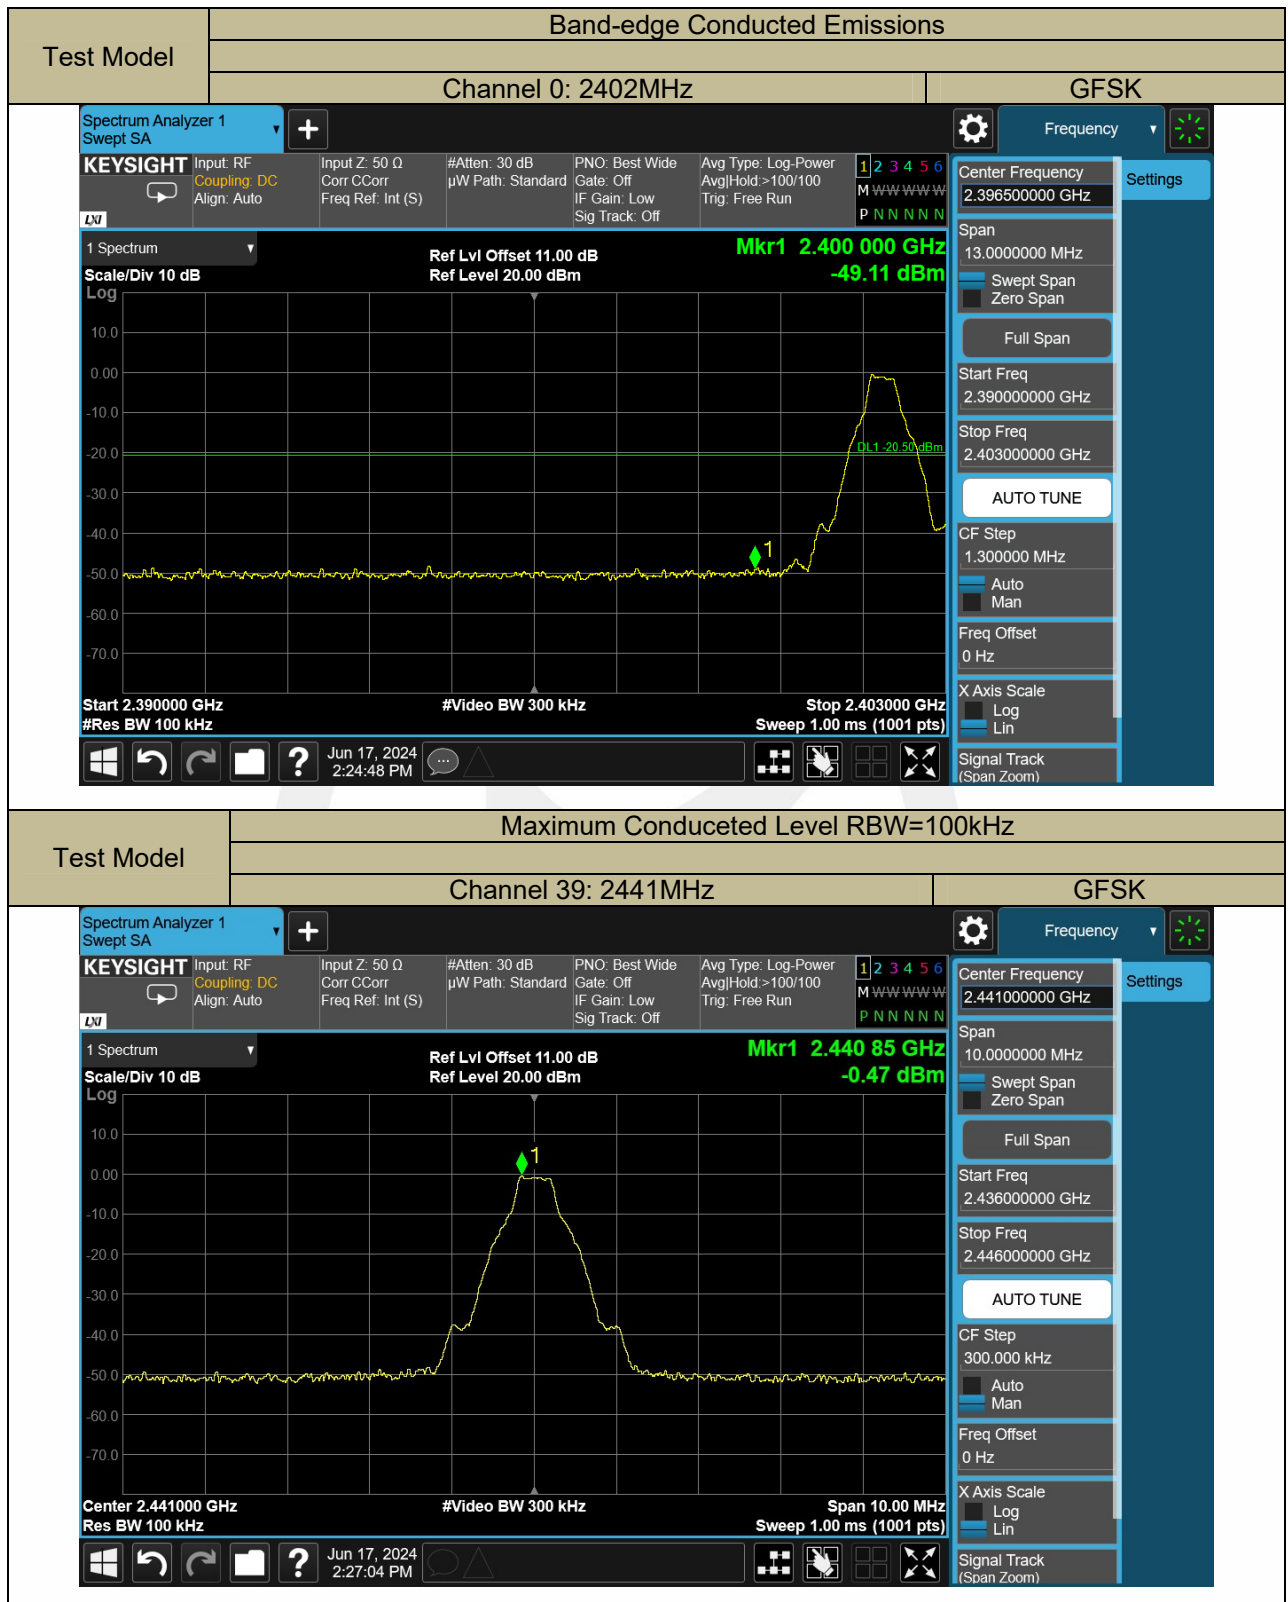 Test Model
Band-edge Conducted Emissions
Channel 0: 2402MHz
GFSK
Spectrum Analyzer 1
Swept SA
Frequency
KEYSIGHT
LXI
Input: RF
Coupling: DC
Align: Auto
Input Z: 50 Ω
Corr CCorr
Freq Ref: Int (S)
#Atten: 30 dB
µW Path: Standard
PNO: Best Wide
Gate: Off
IF Gain: Low
Sig Track: Off
Avg Type: Log-Power
Avg|Hold:>100/100
Trig: Free Run
1 2 3 4 5 6
M W W W W W
P N N N N N
1 Spectrum
Scale/Div 10 dB
Log
Ref Lvl Offset 11.00 dB
Ref Level 20.00 dBm
Mkr1 2.400 000 GHz
-49.11 dBm
10.0
0.00
-10.0
-20.0
-30.0
-40.0
-50.0
-60.0
-70.0
DL1 -20.50 dBm
1
Start 2.390000 GHz
#Res BW 100 kHz
#Video BW 300 kHz
Stop 2.403000 GHz
Sweep 1.00 ms (1001 pts)
Jun 17, 2024
2:24:48 PM
Center Frequency
2.396500000 GHz
Settings
Span
13.0000000 MHz
Swept Span
Zero Span
Full Span
Start Freq
2.390000000 GHz
Stop Freq
2.403000000 GHz
AUTO TUNE
CF Step
1.300000 MHz
Auto
Man
Freq Offset
0 Hz
X Axis Scale
Log
Lin
Signal Track
(Span Zoom)
Test Model
Maximum Conduceted Level RBW=100kHz
Channel 39: 2441MHz
GFSK
Spectrum Analyzer 1
Swept SA
Frequency
KEYSIGHT
LXI
Input: RF
Coupling: DC
Align: Auto
Input Z: 50 Ω
Corr CCorr
Freq Ref: Int (S)
#Atten: 30 dB
µW Path: Standard
PNO: Best Wide
Gate: Off
IF Gain: Low
Sig Track: Off
Avg Type: Log-Power
Avg|Hold:>100/100
Trig: Free Run
1 2 3 4 5 6
M W W W W W
P N N N N N
1 Spectrum
Scale/Div 10 dB
Log
Ref Lvl Offset 11.00 dB
Ref Level 20.00 dBm
Mkr1 2.440 85 GHz
-0.47 dBm
10.0
0.00
-10.0
-20.0
-30.0
-40.0
-50.0
-60.0
-70.0
1
Center 2.441000 GHz
Res BW 100 kHz
#Video BW 300 kHz
Span 10.00 MHz
Sweep 1.00 ms (1001 pts)
Jun 17, 2024
2:27:04 PM
Center Frequency
2.441000000 GHz
Settings
Span
10.0000000 MHz
Swept Span
Zero Span
Full Span
Start Freq
2.436000000 GHz
Stop Freq
2.446000000 GHz
AUTO TUNE
CF Step
300.000 kHz
Auto
Man
Freq Offset
0 Hz
X Axis Scale
Log
Lin
Signal Track
(Span Zoom)